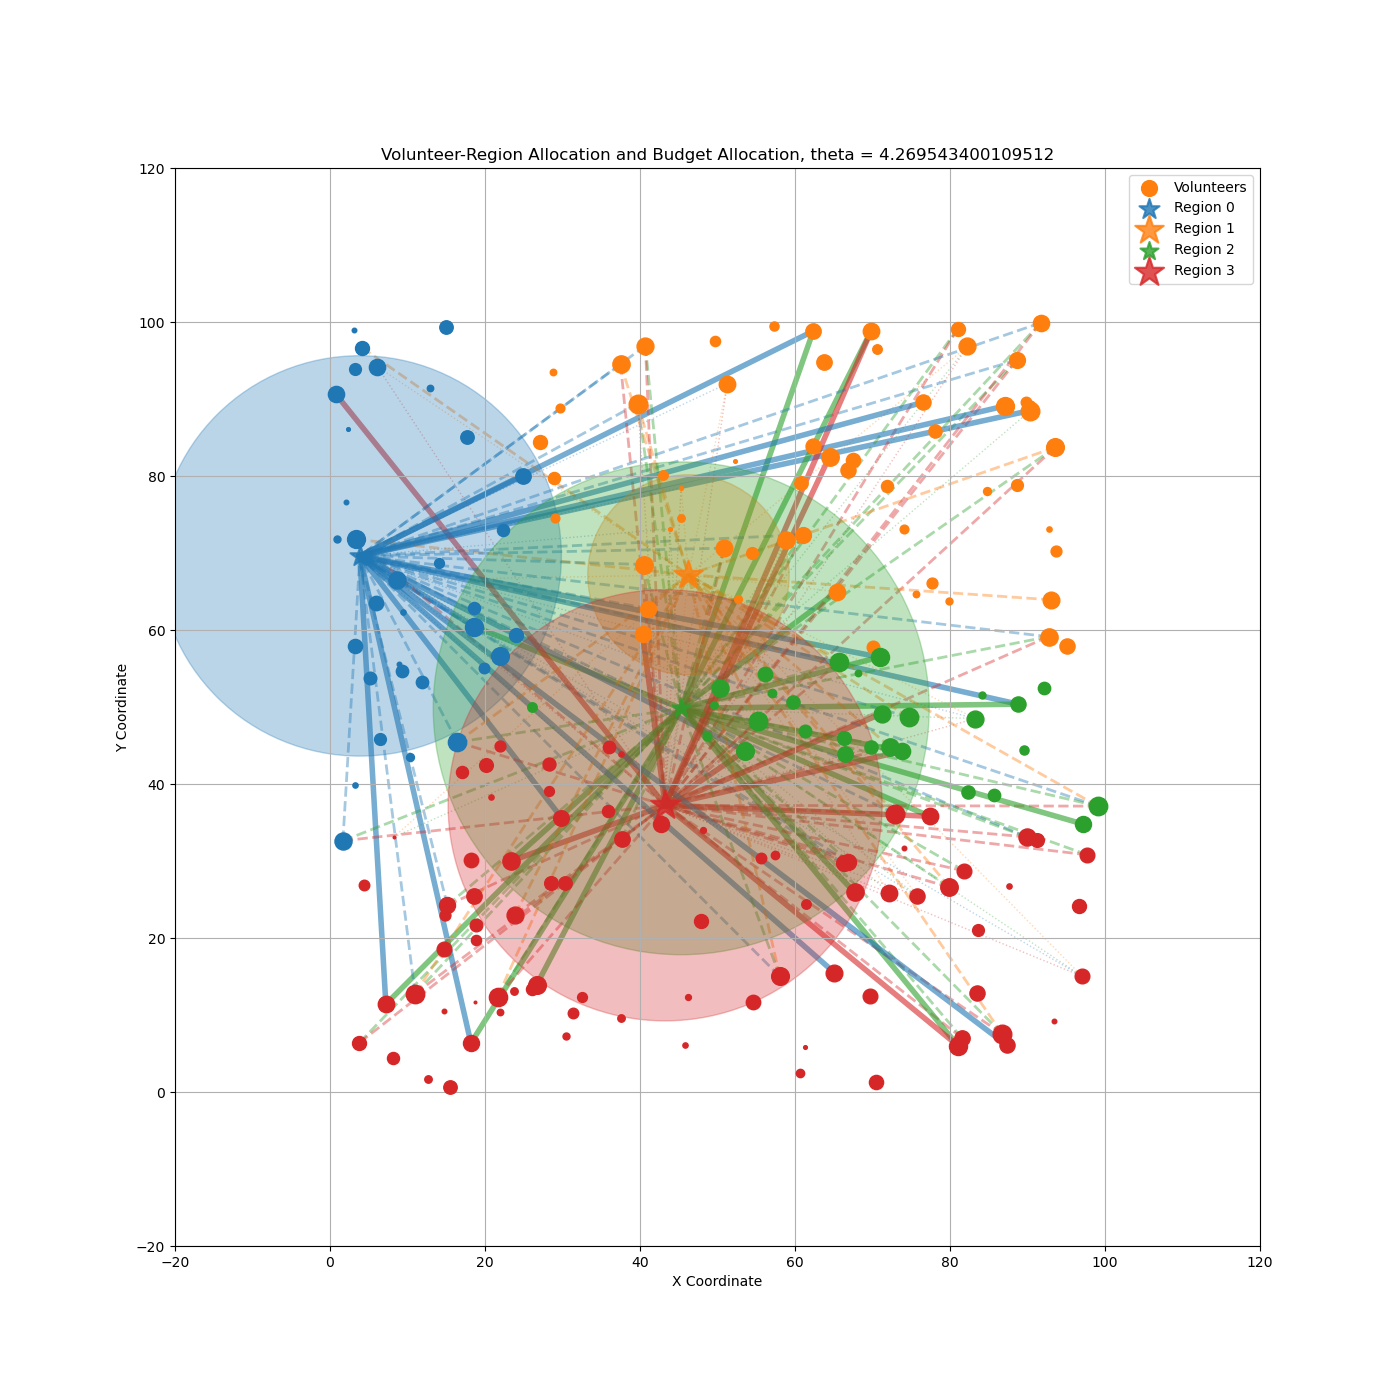 Volunteer-Region Allocation and Budget Allocation, theta = 4.269543400109512
120
100
80
60
40
20
0
−20
Y Coordinate
Volunteers
Region 0
Region 1
Region 2
Region 3
−20 0 20 40 60 80 100 120
X Coordinate